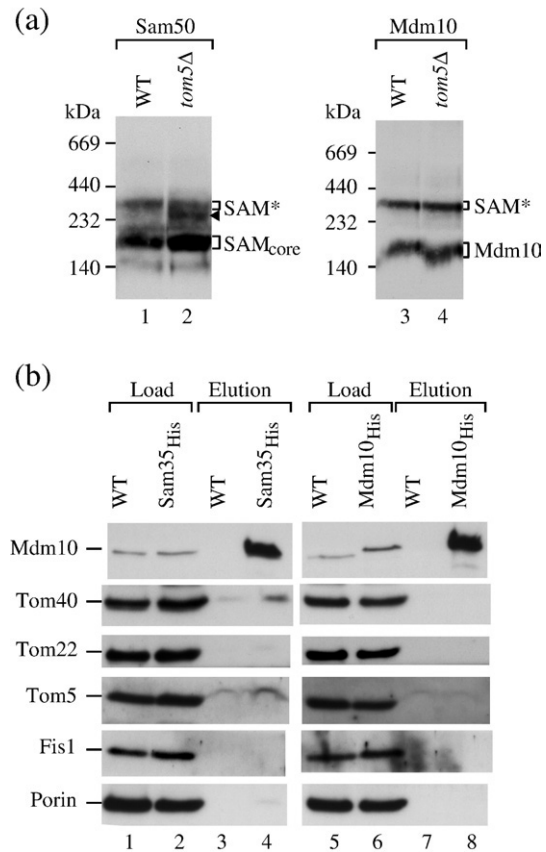 (a)
Sam50
Mdm10
WT
tom5Δ
WT
tom5Δ
kDa
669
440
232
140
SAM*
SAMcore
1 2
kDa
669
440
232
140
SAM*
Mdm10
3 4
(b)
Load Elution Load Elution
WT
Sam35His
WT
Sam35His
WT
Mdm10His
WT
Mdm10His
Mdm10
Tom40
Tom22
Tom5
Fis1
Porin
1 2 3 4 5 6 7 8